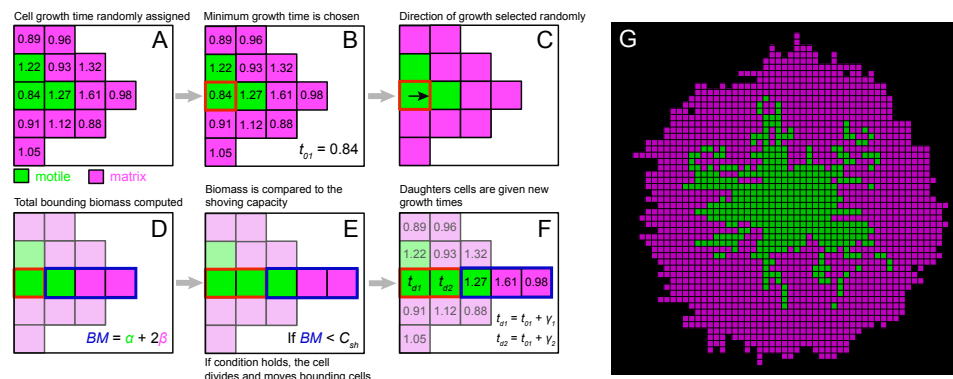 Cell growth time randomly assigned
A
0.89 0.96
1.22 0.93 1.32
0.84 1.27 1.61 0.98
0.91 1.12 0.88
1.05
motile matrix
Minimum growth time is chosen
B
0.89 0.96
1.22 0.93 1.32
0.84 1.27 1.61 0.98
0.91 1.12 0.88
1.05
t01 = 0.84
Direction of growth selected randomly
C
Total bounding biomass computed
D
BM = α + 2β
Biomass is compared to the
shoving capacity
E
If BM < Csh
If condition holds, the cell
divides and moves bounding cells
Daughters cells are given new
growth times
F
0.89 0.96
1.22 0.93 1.32
td1 td2 1.27 1.61 0.98
0.91 1.12 0.88
1.05
td1 = t01 + γ1
td2 = t01 + γ2
G